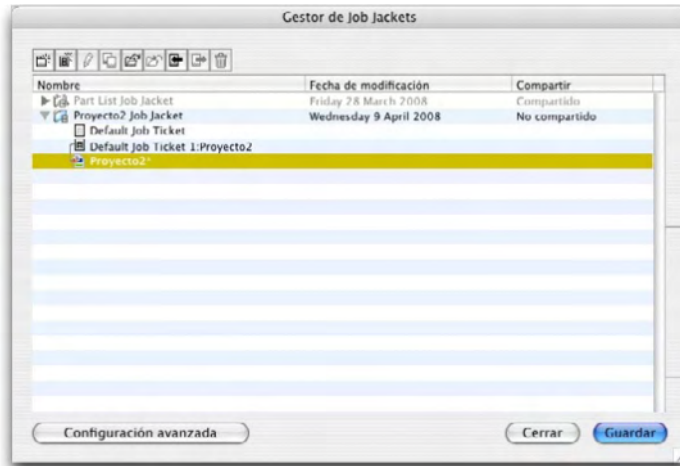 Gestor de Job Jackets
Nombre Fecha de modificación Compartir
Part List Job Jacket Friday 28 March 2008 Compartido
Proyecto2 Job Jacket Wednesday 9 April 2008 No compartido
Default Job Ticket
Default Job Ticket 1:Proyecto2
Proyecto2*
Configuración avanzada Cerrar Guardar